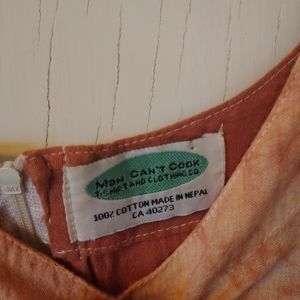 Mom Can't Cook
T-SHIRT AND CLOTHING CO.
100% COTTON MADE IN NEPAL
CA 40273